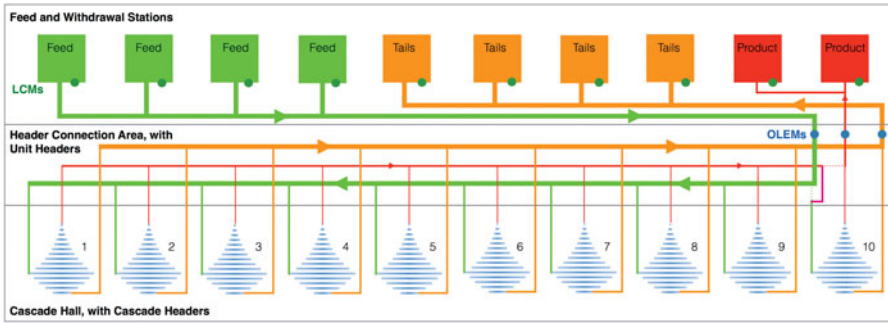 Feed and Withdrawal Stations
Feed Feed Feed Feed Tails Tails Tails Tails Product Product
LCMs
Header Connection Area, with
Unit Headers
OLEMs
1 2 3 4 5 6 7 8 9 10
Cascade Hall, with Cascade Headers